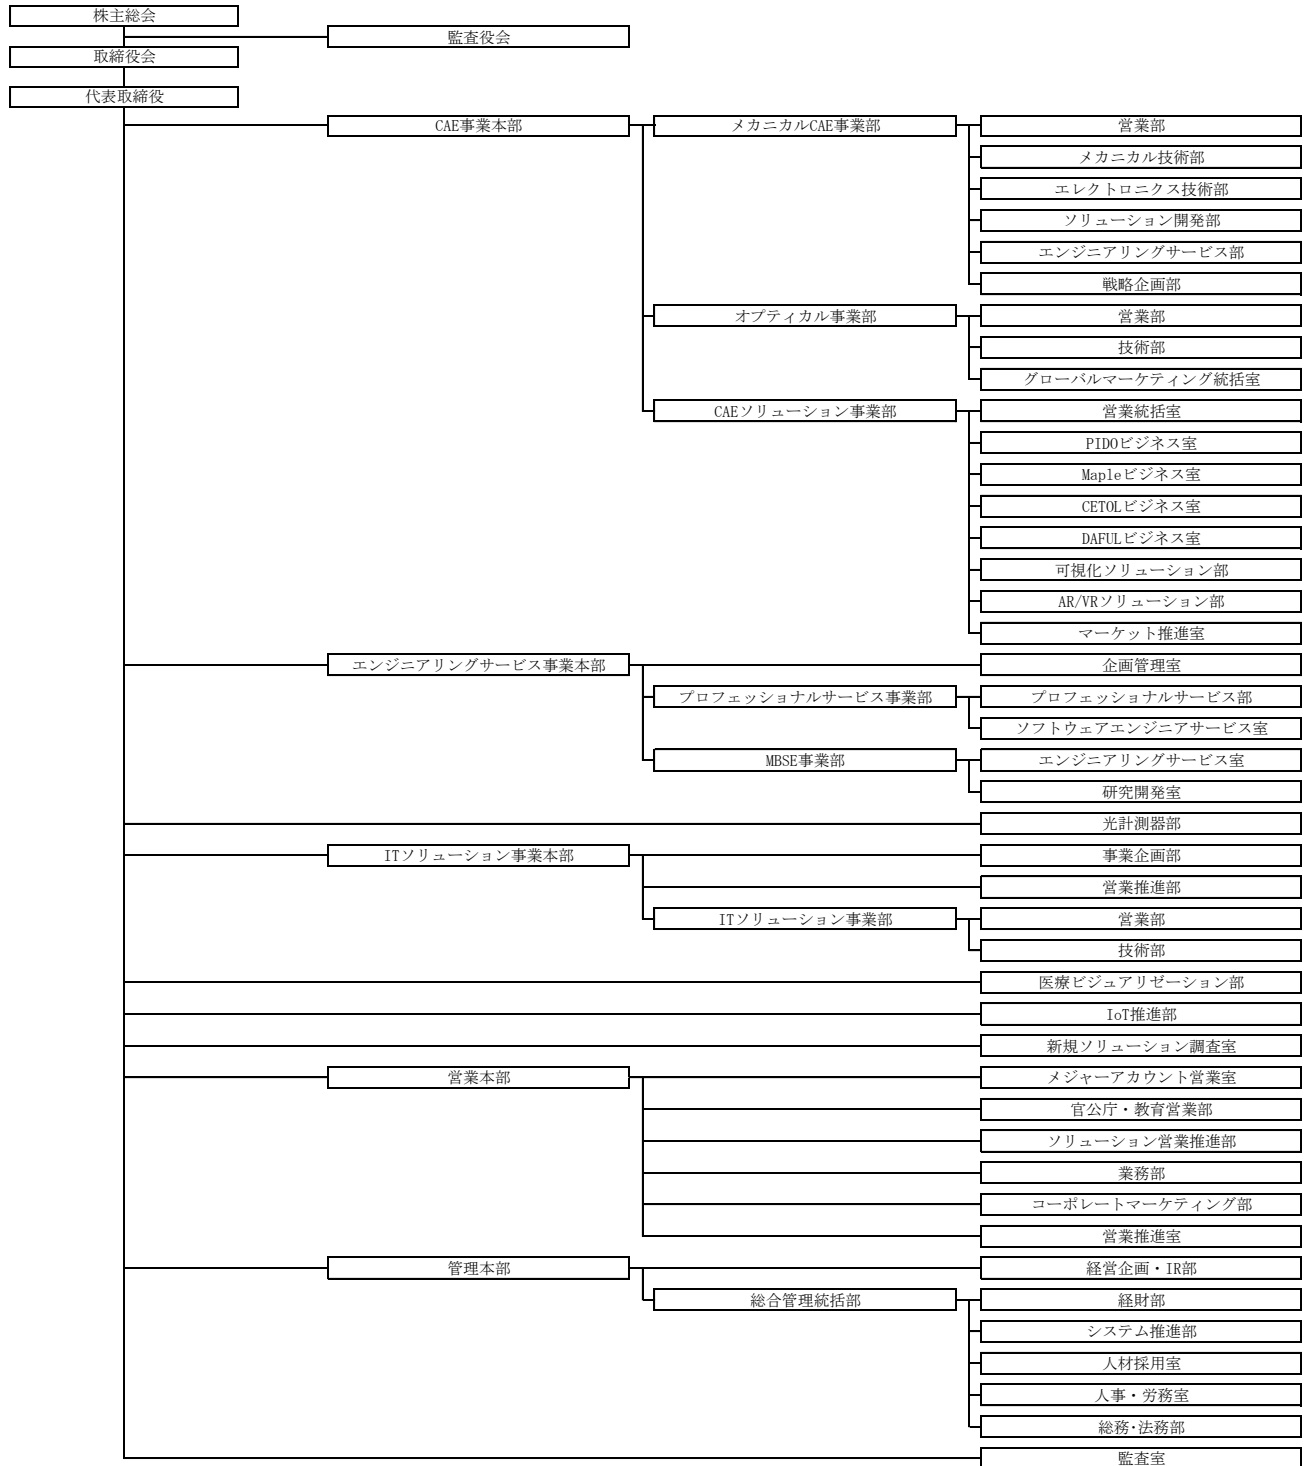 株主総会
監査役会
取締役会
代表取締役
CAE事業本部
メカニカルCAE事業部
営業部
メカニカル技術部
エレクトロニクス技術部
ソリューション開発部
エンジニアリングサービス部
戦略企画部
オプティカル事業部
営業部
技術部
グローバルマーケティング統括室
CAEソリューション事業部
営業統括室
PIDOビジネス室
Mapleビジネス室
CETOLビジネス室
DAFULビジネス室
可視化ソリューション部
AR/VRソリューション部
マーケット推進室
エンジニアリングサービス事業本部
企画管理室
プロフェッショナルサービス事業部
プロフェッショナルサービス部
ソフトウェアエンジニアサービス室
MBSE事業部
エンジニアリングサービス室
研究開発室
光計測器部
ITソリューション事業本部
事業企画部
営業推進部
ITソリューション事業部
営業部
技術部
医療ビジュアリゼーション部
IoT推進部
新規ソリューション調査室
営業本部
メジャーアカウント営業室
官公庁・教育営業部
ソリューション営業推進部
業務部
コーポレートマーケティング部
営業推進室
管理本部
経営企画・IR部
総合管理統括部
経財部
システム推進部
人材採用室
人事・労務室
総務･法務部
監査室